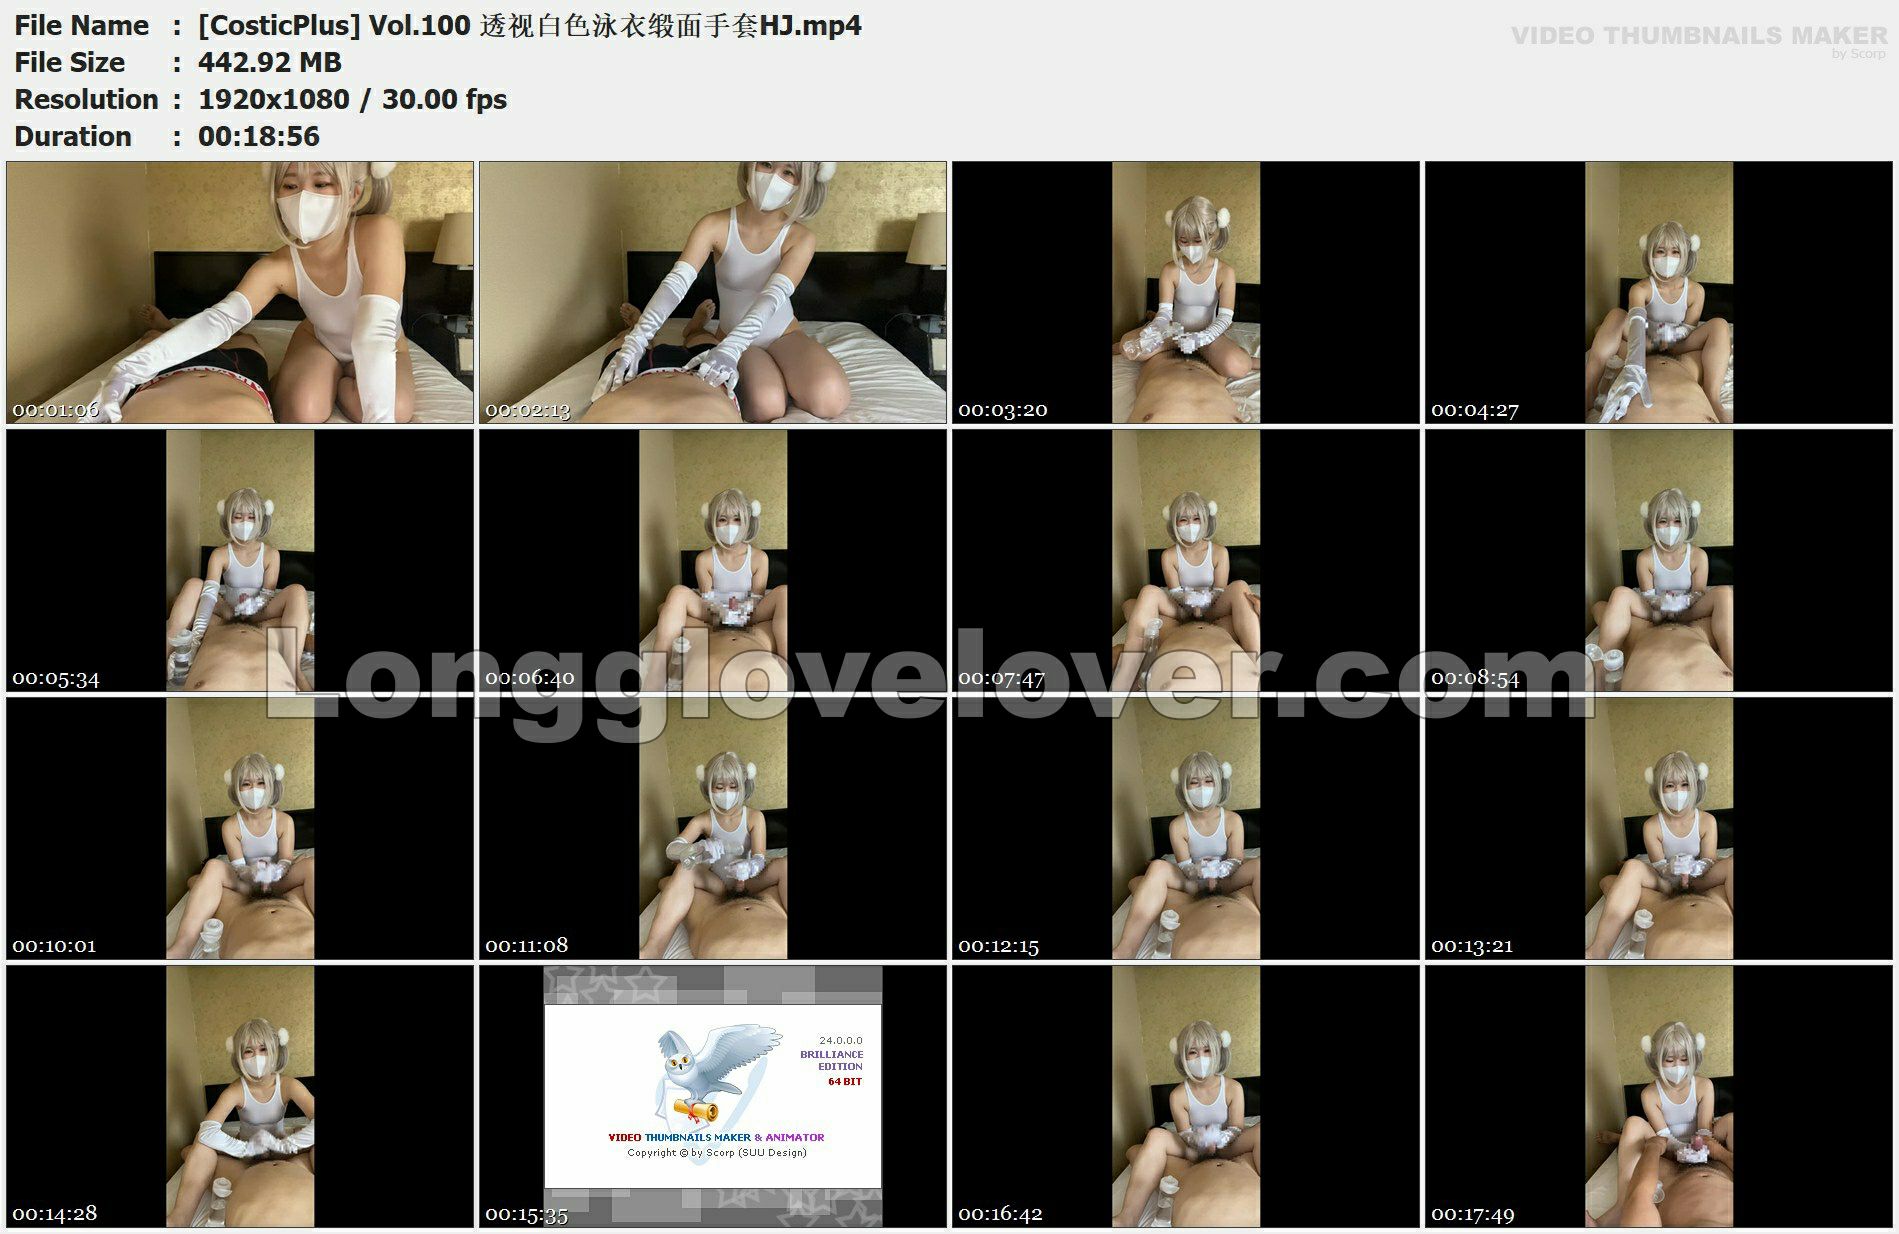 File Name : [CosticPlus] Vol.100 透视白色泳衣缎面手套HJ.mp4
File Size : 442.92 MB
Resolution : 1920x1080 / 30.00 fps
Duration : 00:18:56
VIDEO THUMBNAILS MAKER
by Scorp
00:01:06
00:02:13
00:03:20
00:04:27
00:05:34
00:06:40
00:07:47
00:08:54
Longglovelover.com
00:10:01
00:11:08
00:12:15
00:13:21
00:14:28
24.0.0.0
BRILLIANCE
EDITION
64 BIT
VIDEO THUMBNAILS MAKER & ANIMATOR
Copyright © by Scorp (SUU Design)
00:15:35
00:16:42
00:17:49